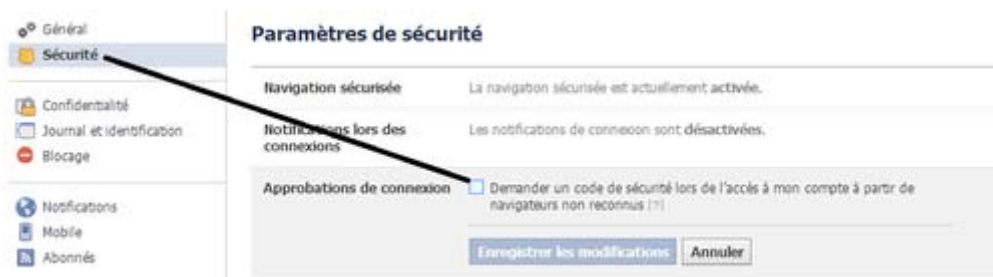 Général
Sécurité
Confidentialité
Journal et identification
Blocage
Notifications
Mobile
Abonnés
Paramètres de sécurité
Navigation sécurisée
La navigation sécurisée est actuellement activée.
Notifications lors des
connexions
Les notifications de connexion sont désactivées.
Approbations de connexion
Demander un code de sécurité lors de l'accès à mon compte à partir de
navigateurs non reconnus [?]
Enregistrer les modifications
Annuler